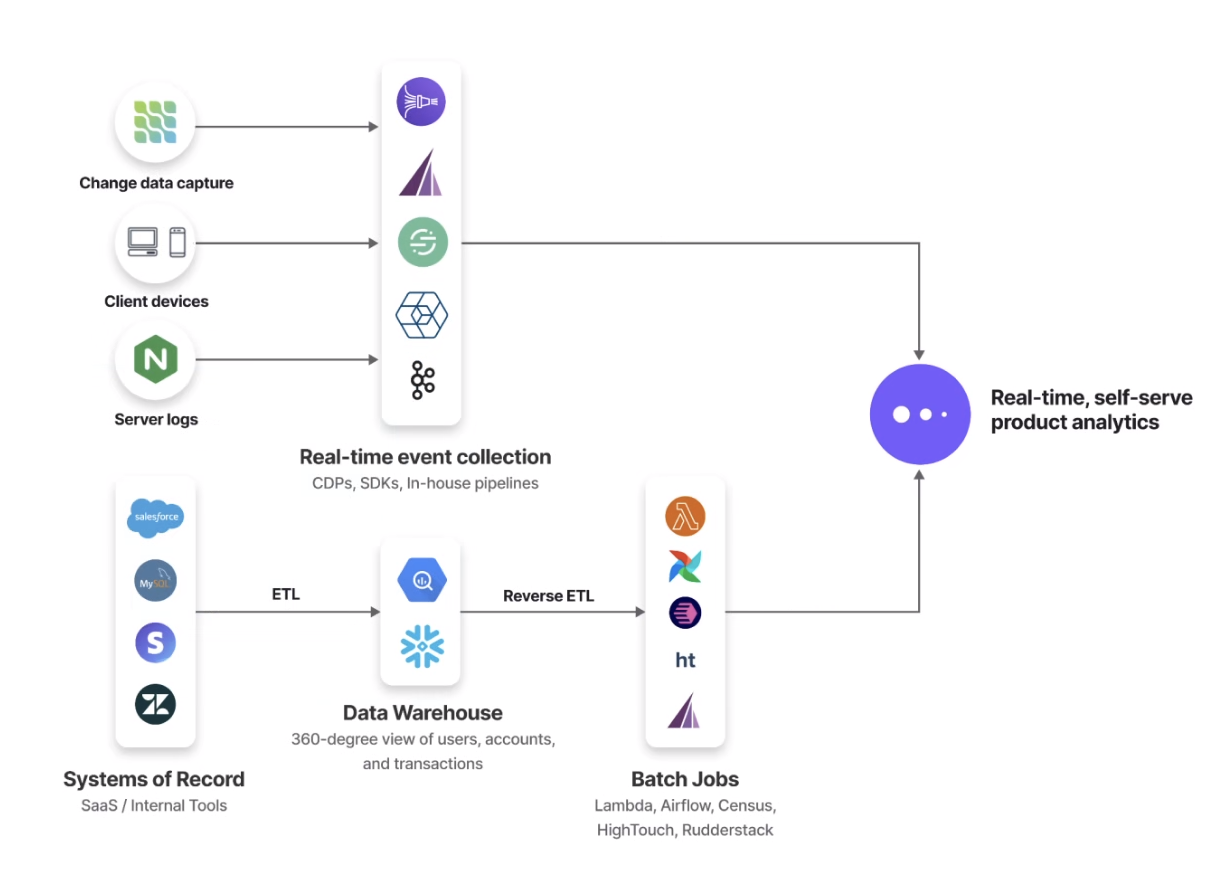 Change data capture
Client devices
Server logs
Real-time event collection
CDPs, SDKs, In-house pipelines
Real-time, self-serve
product analytics
salesforce
MySQL
S
ETL
Reverse ETL
ht
Data Warehouse
360-degree view of users, accounts,
and transactions
Systems of Record
SaaS / Internal Tools
Batch Jobs
Lambda, Airflow, Census,
HighTouch, Rudderstack